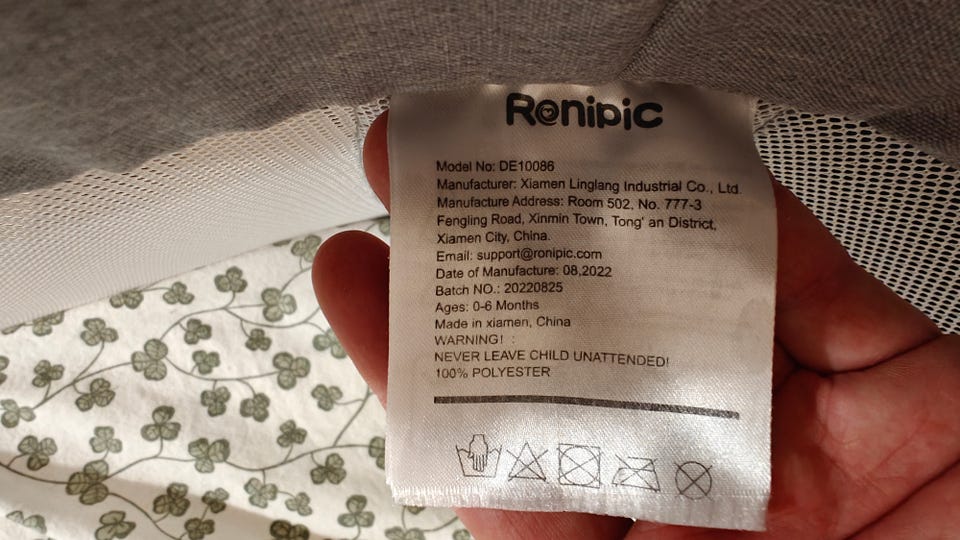 Ronipic
Model No: DE10086
Manufacturer: Xiamen Linglang Industrial Co., Ltd.
Manufacture Address: Room 502, No. 777-3
Fengling Road, Xinmin Town, Tong' an District,
Xiamen City, China.
Email: support@ronipic.com
Date of Manufacture: 08,2022
Batch NO.: 20220825
Ages: 0-6 Months
Made in xiamen, China
WARNING! :
NEVER LEAVE CHILD UNATTENDED!
100% POLYESTER